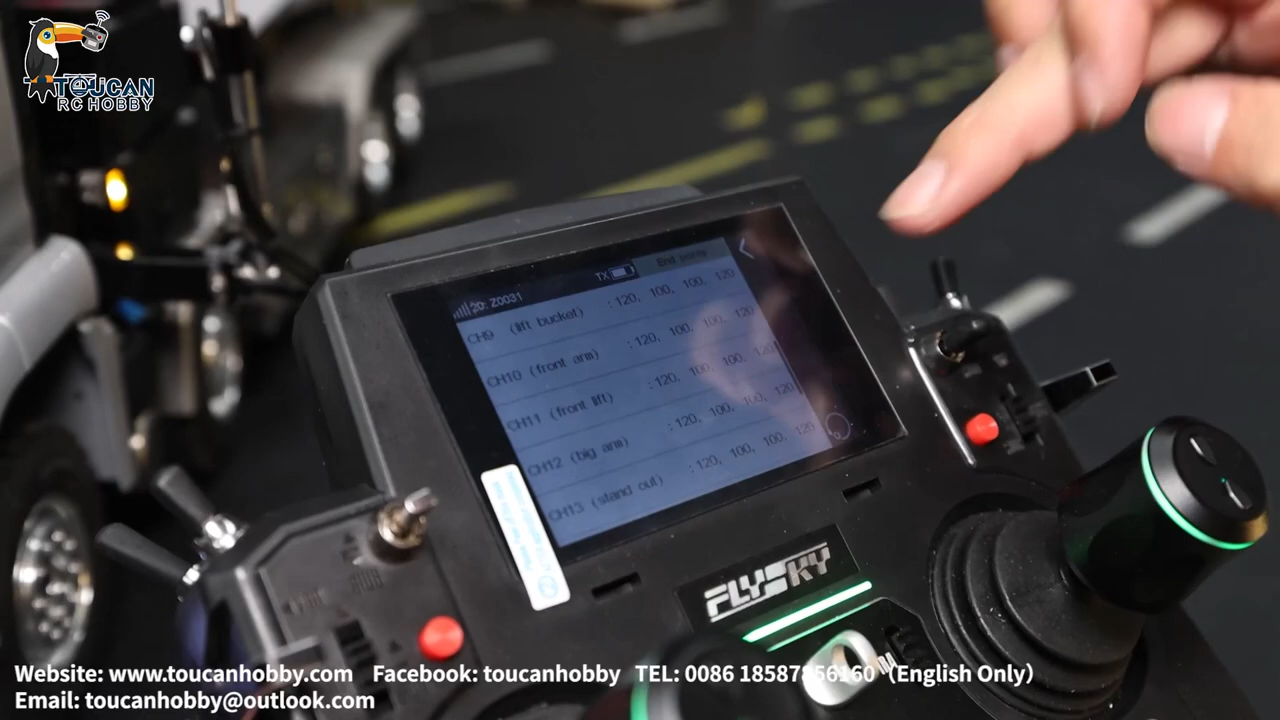 TOUCAN
RC HOBBY
20: Z0031
TX
End points
CH9 (lift bucket) :120, 100, 100, 120
CH10 (front arm) :120, 100, 100, 120
CH11 (front lift) :120, 100, 100, 120
CH12 (big arm) :120, 100, 100, 120
CH13 (stand out) :120, 100, 100, 120
FLYSKY
Website: www.toucanhobby.com Facebook: toucanhobby TEL: 0086 18587856160 (English Only)
Email: toucanhobby@outlook.com